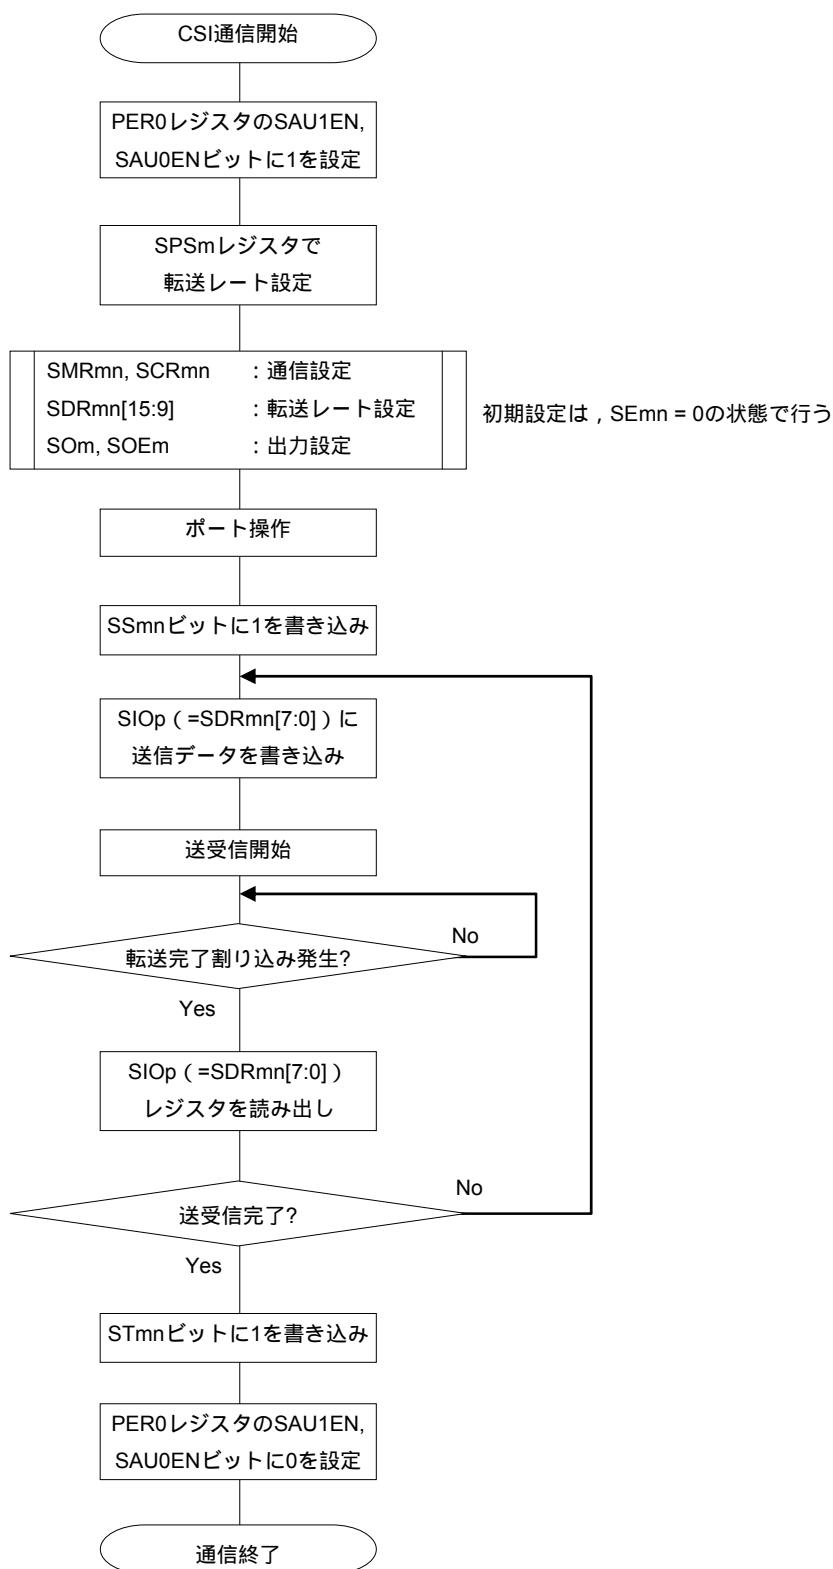 CSI通信開始
PER0レジスタのSAU1EN,
SAU0ENビットに1を設定
SPSmレジスタで
転送レート設定
SMRmn, SCRmn ：通信設定
SDRmn[15:9] ：転送レート設定
SOm, SOEm ：出力設定
初期設定は，SEmn = 0の状態で行う
ポート操作
SSmnビットに1を書き込み
SIOp（=SDRmn[7:0]）に
送信データを書き込み
送受信開始
No
転送完了割り込み発生?
Yes
SIOp（=SDRmn[7:0]）
レジスタを読み出し
No
送受信完了?
Yes
STmnビットに1を書き込み
PER0レジスタのSAU1EN,
SAU0ENビットに0を設定
通信終了